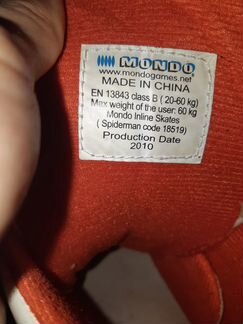 MONDO
www.mondogames.net
MADE IN CHINA
EN 13843 class B ( 20-60 kg)
Max weight of the user: 60 kg
Mondo Inline Skates
( Spiderman code 18519)
Production Date
2010